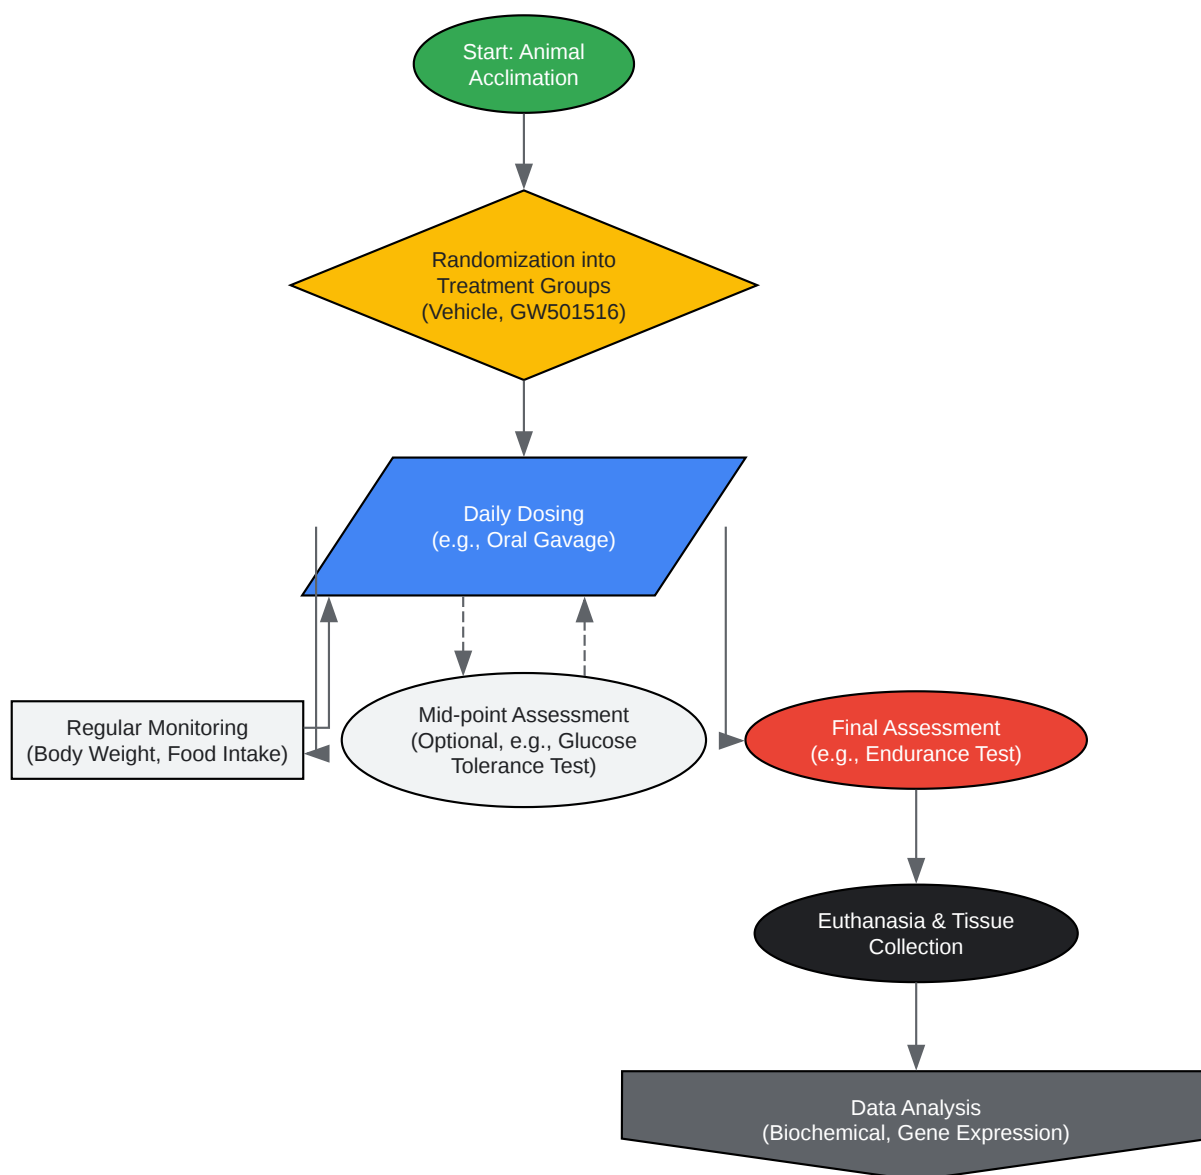 Start: Animal
Acclimation
Randomization into
Treatment Groups
(Vehicle, GW501516)
Daily Dosing
(e.g., Oral Gavage)
Regular Monitoring
(Body Weight, Food Intake)
Mid-point Assessment
(Optional, e.g., Glucose
Tolerance Test)
Final Assessment
(e.g., Endurance Test)
Euthanasia & Tissue
Collection
Data Analysis
(Biochemical, Gene Expression)